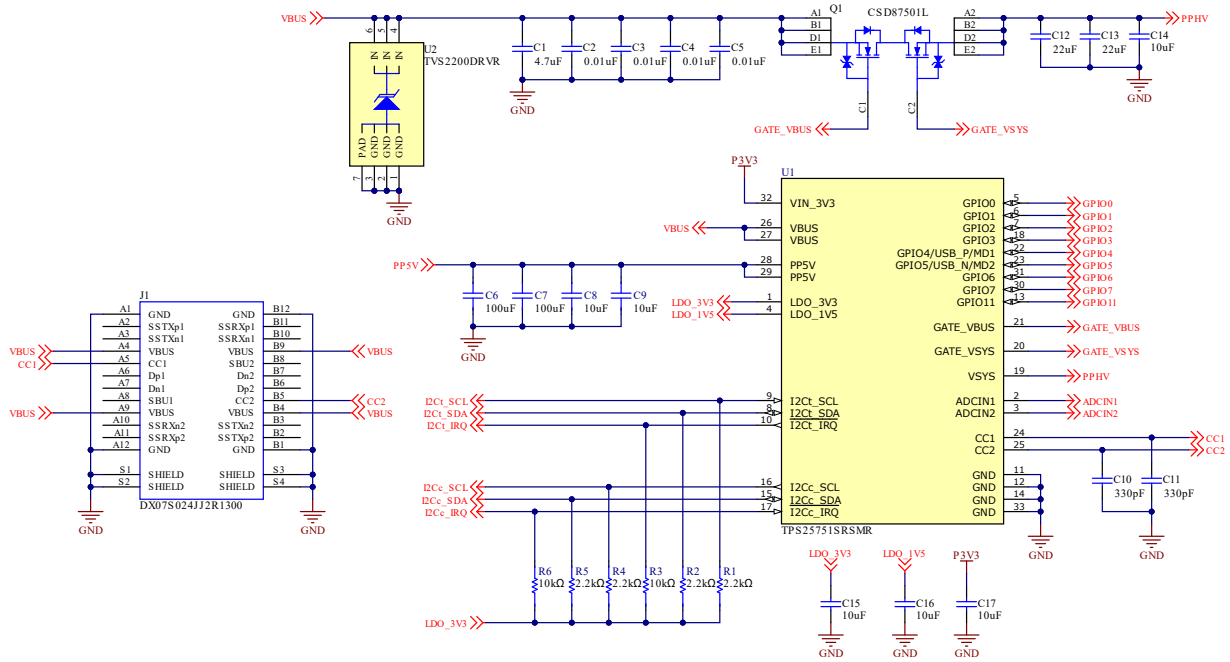 VBUS
6
5
4
IN
IN
IN
U2
TVS2200DRVR
PAD
GND
GND
GND
7
3
2
1
GND
C1
4.7uF
C2
0.01uF
C3
0.01uF
C4
0.01uF
C5
0.01uF
GND
Q1
CSD87501L
A1
B1
D1
E1
A2
B2
D2
E2
C1
C2
GATE_VBUS
GATE_VSYS
PPHV
C12
22uF
C13
22uF
C14
10uF
GND
P3V3
U1
32 VIN_3V3
VBUS
26 VBUS
27 VBUS
PP5V
28 PP5V
29 PP5V
C6
100uF
C7
100uF
C8
10uF
C9
10uF
GND
LDO_3V3
1 LDO_3V3
LDO_1V5
4 LDO_1V5
I2Ct_SCL
9 I2Ct_SCL
I2Ct_SDA
8 I2Ct_SDA
I2Ct_IRQ
10 I2Ct_IRQ
I2Cc_SCL
16 I2Cc_SCL
I2Cc_SDA
15 I2Cc_SDA
I2Cc_IRQ
17 I2Cc_IRQ
GPIO0 5 GPIO0
GPIO1 6 GPIO1
GPIO2 7 GPIO2
GPIO3 18 GPIO3
GPIO4/USB_P/MD1 22 GPIO4
GPIO5/USB_N/MD2 23 GPIO5
GPIO6 31 GPIO6
GPIO7 30 GPIO7
GPIO11 13 GPIO11
GATE_VBUS 21 GATE_VBUS
GATE_VSYS 20 GATE_VSYS
VSYS 19 PPHV
ADCIN1 2 ADCIN1
ADCIN2 3 ADCIN2
CC1 24 CC1
CC2 25 CC2
GND 11
GND 12
GND 14
GND 33
TPS25751SRSMR
C10
330pF
C11
330pF
GND
GND
J1
A1 GND
A2 SSTXp1
A3 SSTXn1
VBUS A4 VBUS
CC1 A5 CC1
A6 Dp1
A7 Dn1
A8 SBU1
VBUS A9 VBUS
A10 SSRXn2
A11 SSRXp2
A12 GND
S1 SHIELD
S2 SHIELD
GND B12
SSRXp1 B11
SSRXn1 B10
VBUS B9 VBUS
SBU2 B8
Dn2 B7
Dp2 B6
CC2 B5 CC2
VBUS B4 VBUS
SSTXn2 B3
SSTXp2 B2
GND B1
SHIELD S3
SHIELD S4
DX07S024JJ2R1300
GND
GND
R6
10kΩ
R5
2.2kΩ
R4
2.2kΩ
R3
10kΩ
R2
2.2kΩ
R1
2.2kΩ
LDO_3V3
LDO_3V3
C15
10uF
GND
LDO_1V5
C16
10uF
GND
P3V3
C17
10uF
GND